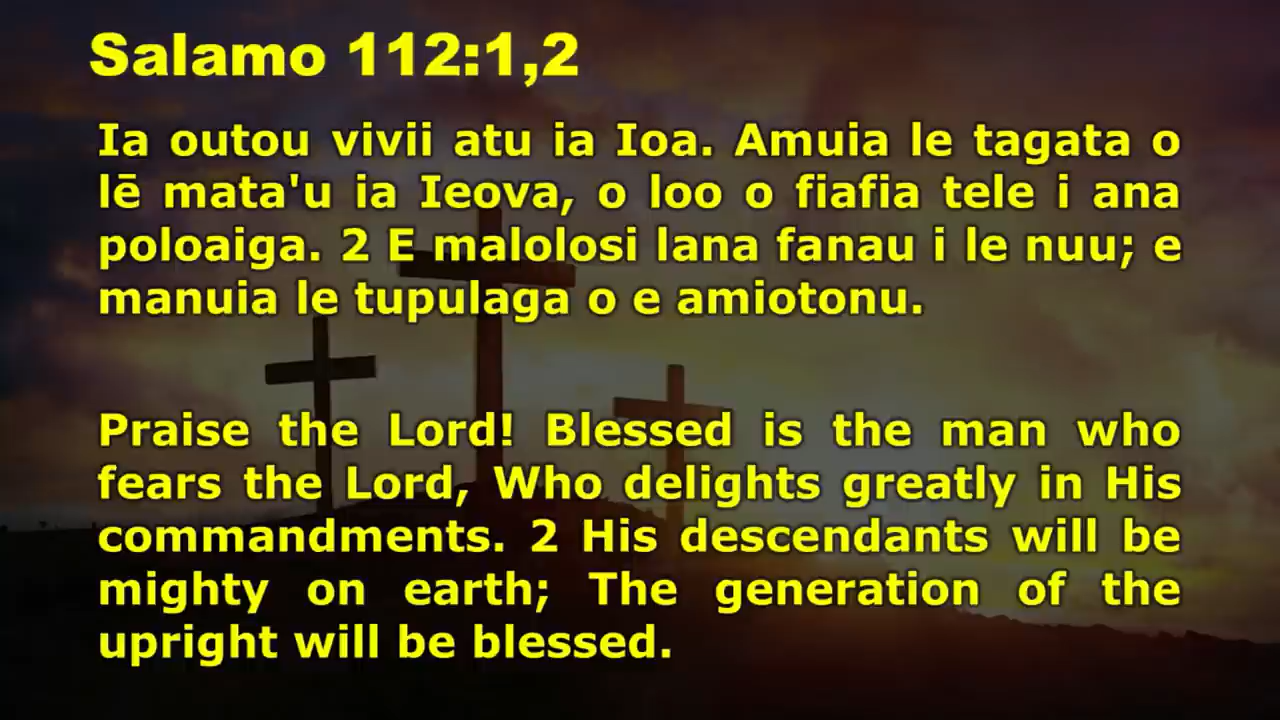 Salamo 112:1,2
Ia outou vivii atu ia Ioa. Amuia le tagata o
lē mata'u ia Ieova, o loo o fiafia tele i ana
poloaiga. 2 E malolosi lana fanau i le nuu; e
manuia le tupulaga o e amiotonu.
Praise the Lord! Blessed is the man who
fears the Lord, Who delights greatly in His
commandments. 2 His descendants will be
mighty on earth; The generation of the
upright will be blessed.